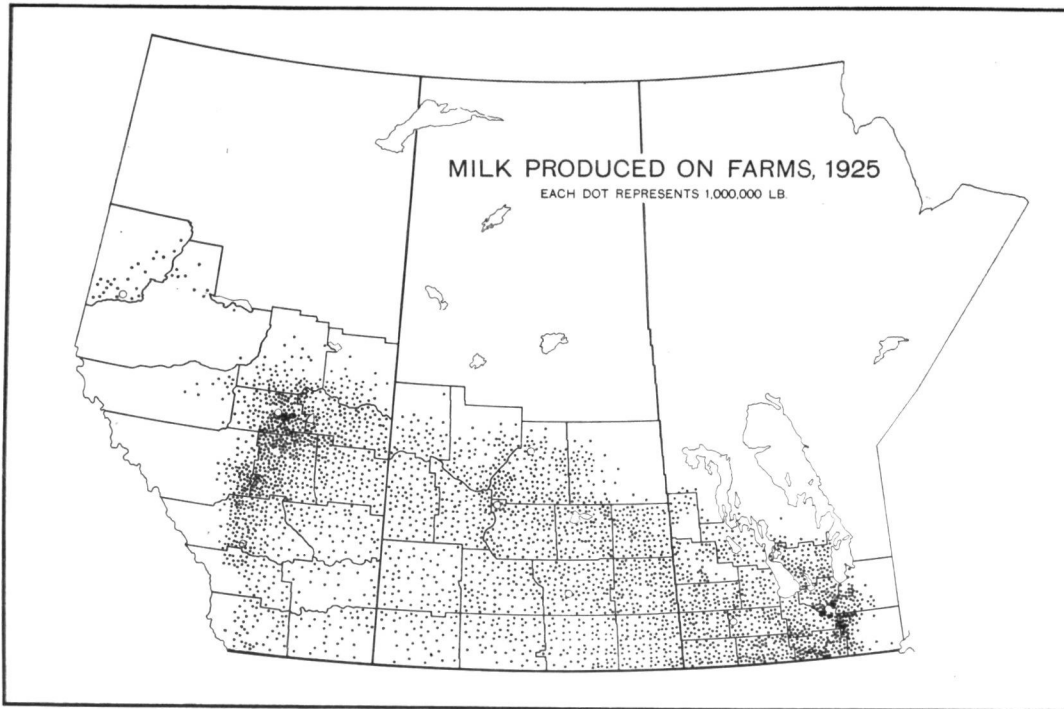 MILK PRODUCED ON FARMS, 1925
EACH DOT REPRESENTS 1,000,000 LB.